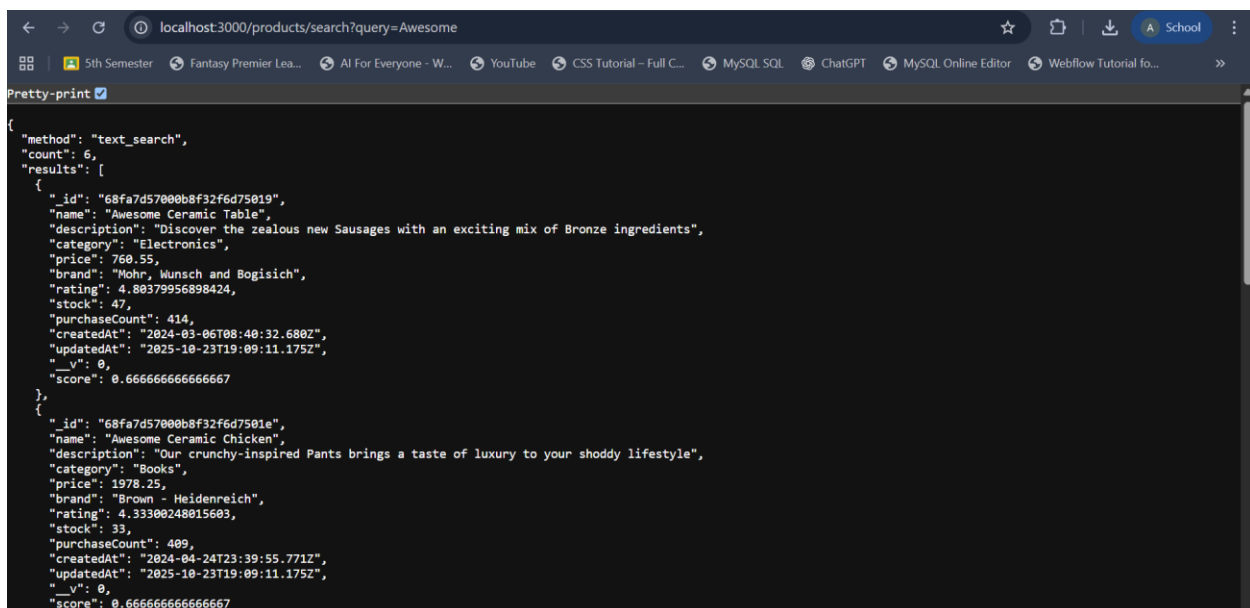 localhost:3000/products/search?query=Awesome
A School
5th Semester Fantasy Premier Lea... AI For Everyone - W... YouTube CSS Tutorial – Full C... MySQL SQL ChatGPT MySQL Online Editor Webflow Tutorial fo... »
Pretty-print
{
"method": "text_search",
"count": 6,
"results": [
{
"_id": "68fa7d57000b8f32f6d75019",
"name": "Awesome Ceramic Table",
"description": "Discover the zealous new Sausages with an exciting mix of Bronze ingredients",
"category": "Electronics",
"price": 760.55,
"brand": "Mohr, Wunsch and Bogisich",
"rating": 4.80379956898424,
"stock": 47,
"purchaseCount": 414,
"createdAt": "2024-03-06T08:40:32.680Z",
"updatedAt": "2025-10-23T19:09:11.175Z",
"__v": 0,
"score": 0.666666666666667
},
{
"_id": "68fa7d57000b8f32f6d7501e",
"name": "Awesome Ceramic Chicken",
"description": "Our crunchy-inspired Pants brings a taste of luxury to your shoddy lifestyle",
"category": "Books",
"price": 1978.25,
"brand": "Brown - Heidenreich",
"rating": 4.33300248015603,
"stock": 33,
"purchaseCount": 409,
"createdAt": "2024-04-24T23:39:55.771Z",
"updatedAt": "2025-10-23T19:09:11.175Z",
"__v": 0,
"score": 0.666666666666667